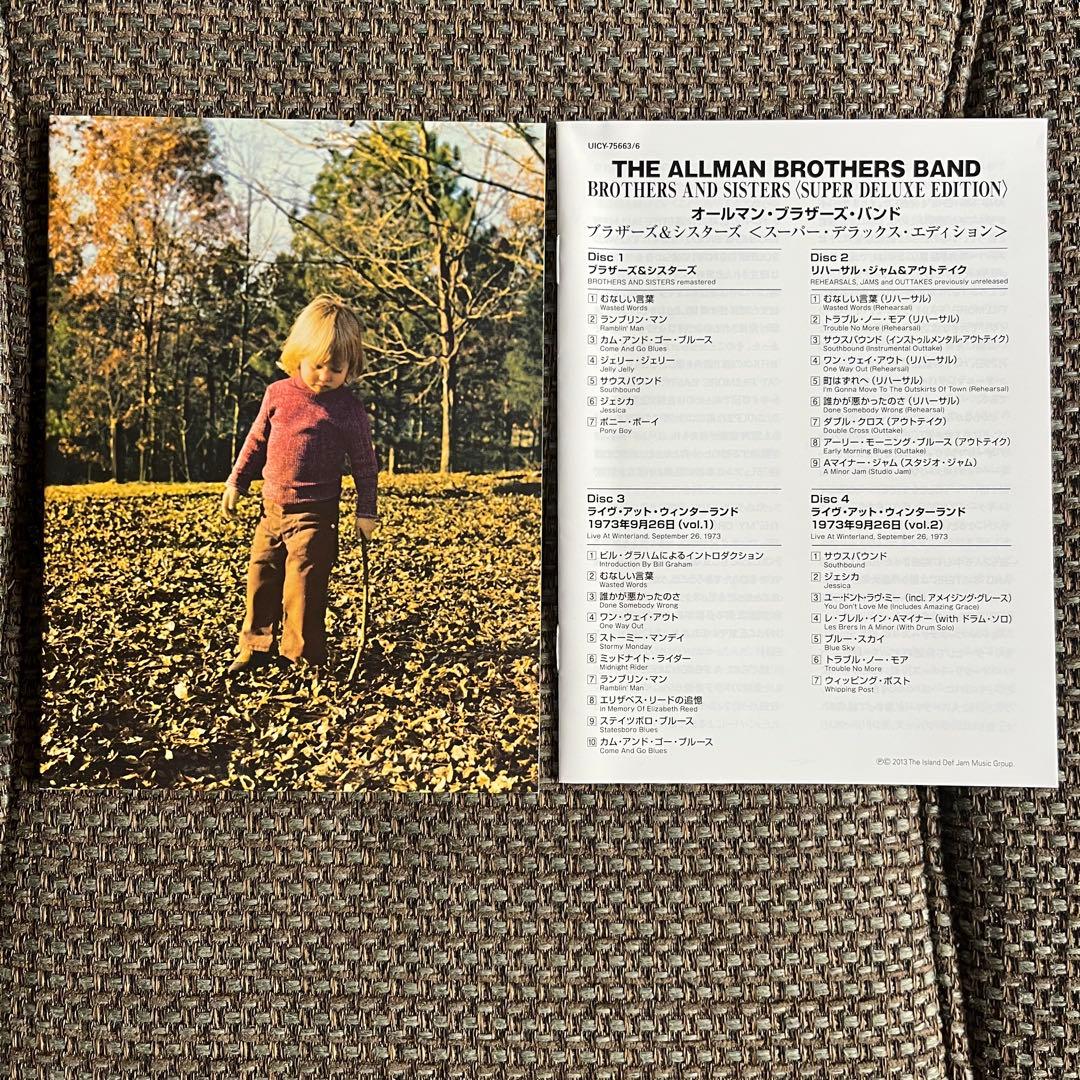 UICY-75663/6
THE ALLMAN BROTHERS BAND
BROTHERS AND SISTERS〈SUPER DELUXE EDITION〉
オールマン・ブラザーズ・バンド
ブラザーズ&シスターズ <スーパー・デラックス・エディション>
Disc 1
ブラザーズ&シスターズ
BROTHERS AND SISTERS remastered
1 むなしい言葉
Wasted Words
2 ランブリン・マン
Ramblin' Man
3 カム・アンド・ゴー・ブルース
Come And Go Blues
4 ジェリー・ジェリー
Jelly Jelly
5 サウスバウンド
Southbound
6 ジェシカ
Jessica
7 ポニー・ボーイ
Pony Boy
Disc 2
リハーサル・ジャム&アウトテイク
REHEARSALS, JAMS and OUTTAKES previously unreleased
1 むなしい言葉 (リハーサル)
Wasted Words (Rehearsal)
2 トラブル・ノー・モア (リハーサル)
Trouble No More (Rehearsal)
3 サウスバウンド (インストゥルメンタル・アウトテイク)
Southbound (Instrumental Outtake)
4 ワン・ウェイ・アウト (リハーサル)
One Way Out (Rehearsal)
5 町はずれへ (リハーサル)
I'm Gonna Move To The Outskirts Of Town (Rehearsal)
6 誰かが悪かったのさ (リハーサル)
Done Somebody Wrong (Rehearsal)
7 ダブル・クロス (アウトテイク)
Double Cross (Outtake)
8 アーリー・モーニング・ブルース (アウトテイク)
Early Morning Blues (Outtake)
9 Aマイナー・ジャム (スタジオ・ジャム)
A Minor Jam (Studio Jam)
Disc 3
ライヴ・アット・ウィンターランド
1973年9月26日 (vol.1)
Live At Winterland, September 26, 1973
1 ビル・グラハムによるイントロダクション
Introduction By Bill Graham
2 むなしい言葉
Wasted Words
3 誰かが悪かったのさ
Done Somebody Wrong
4 ワン・ウェイ・アウト
One Way Out
5 ストーミー・マンデイ
Stormy Monday
6 ミッドナイト・ライダー
Midnight Rider
7 ランブリン・マン
Ramblin' Man
8 エリザベス・リードの追憶
In Memory Of Elizabeth Reed
9 ステイツボロ・ブルース
Statesboro Blues
10 カム・アンド・ゴー・ブルース
Come And Go Blues
Disc 4
ライヴ・アット・ウィンターランド
1973年9月26日 (vol.2)
Live At Winterland, September 26, 1973
1 サウスバウンド
Southbound
2 ジェシカ
Jessica
3 ユー・ドント・ラヴ・ミー (incl. アメイジング・グレース)
You Don't Love Me (Includes Amazing Grace)
4 レ・ブレル・イン・Aマイナー (with ドラム・ソロ)
Les Brers In A Minor (With Drum Solo)
5 ブルー・スカイ
Blue Sky
6 トラブル・ノー・モア
Trouble No More
7 ウィッピング・ポスト
Whipping Post
℗© 2013 The Island Def Jam Music Group.